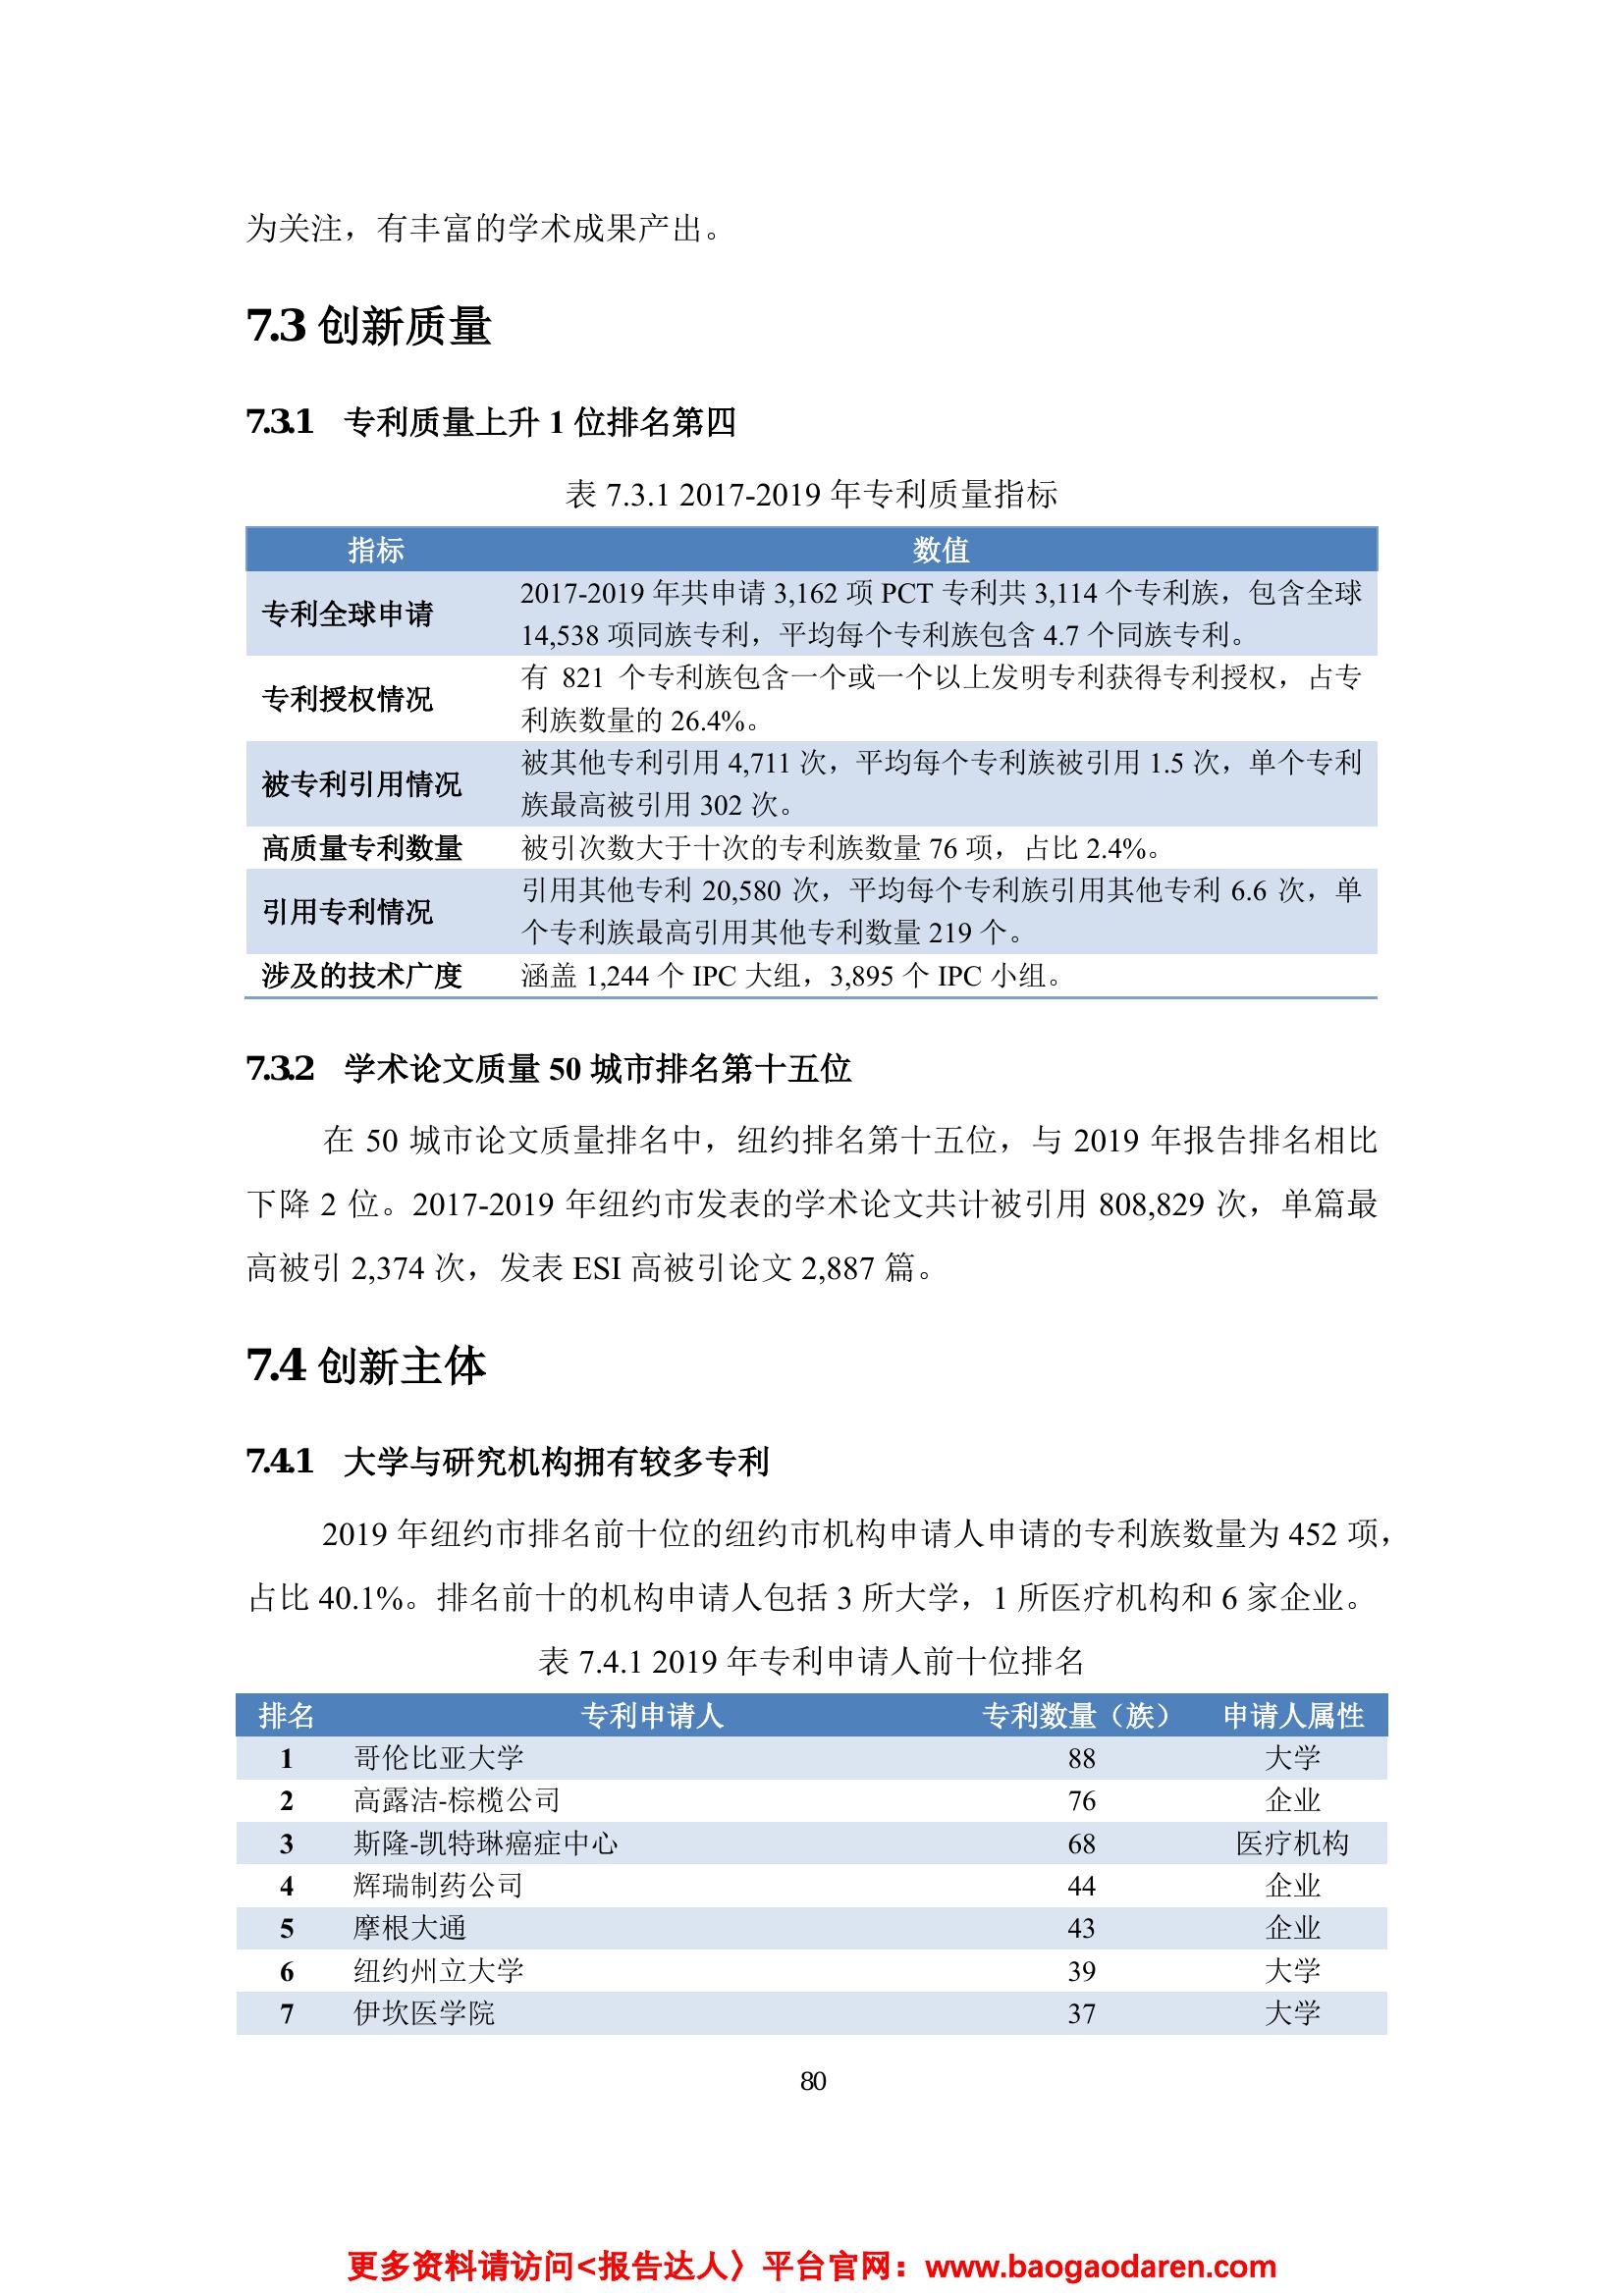 为关注，有丰富的学术成果产出。
7.3 创新质量
7.3.1 专利质量上升 1 位排名第四
表 7.3.1 2017-2019 年专利质量指标
指标 数值
专利全球申请 2017-2019 年共申请 3,162 项 PCT 专利共 3,114 个专利族，包含全球
14,538 项同族专利，平均每个专利族包含 4.7 个同族专利。
专利授权情况 有 821 个专利族包含一个或一个以上发明专利获得专利授权，占专
利族数量的 26.4%。
被专利引用情况 被其他专利引用 4,711 次，平均每个专利族被引用 1.5 次，单个专利
族最高被引用 302 次。
高质量专利数量 被引次数大于十次的专利族数量 76 项，占比 2.4%。
引用专利情况 引用其他专利 20,580 次，平均每个专利族引用其他专利 6.6 次，单
个专利族最高引用其他专利数量 219 个。
涉及的技术广度 涵盖 1,244 个 IPC 大组，3,895 个 IPC 小组。
7.3.2 学术论文质量 50 城市排名第十五位
在 50 城市论文质量排名中，纽约排名第十五位，与 2019 年报告排名相比
下降 2 位。2017-2019 年纽约市发表的学术论文共计被引用 808,829 次，单篇最
高被引 2,374 次，发表 ESI 高被引论文 2,887 篇。
7.4 创新主体
7.4.1 大学与研究机构拥有较多专利
2019 年纽约市排名前十位的纽约市机构申请人申请的专利族数量为 452 项，
占比 40.1%。排名前十的机构申请人包括 3 所大学，1 所医疗机构和 6 家企业。
表 7.4.1 2019 年专利申请人前十位排名
排名 专利申请人 专利数量（族） 申请人属性
1 哥伦比亚大学 88 大学
2 高露洁-棕榄公司 76 企业
3 斯隆-凯特琳癌症中心 68 医疗机构
4 辉瑞制药公司 44 企业
5 摩根大通 43 企业
6 纽约州立大学 39 大学
7 伊坎医学院 37 大学
80
更多资料请访问<报告达人〉平台官网：www.baogaodaren.com